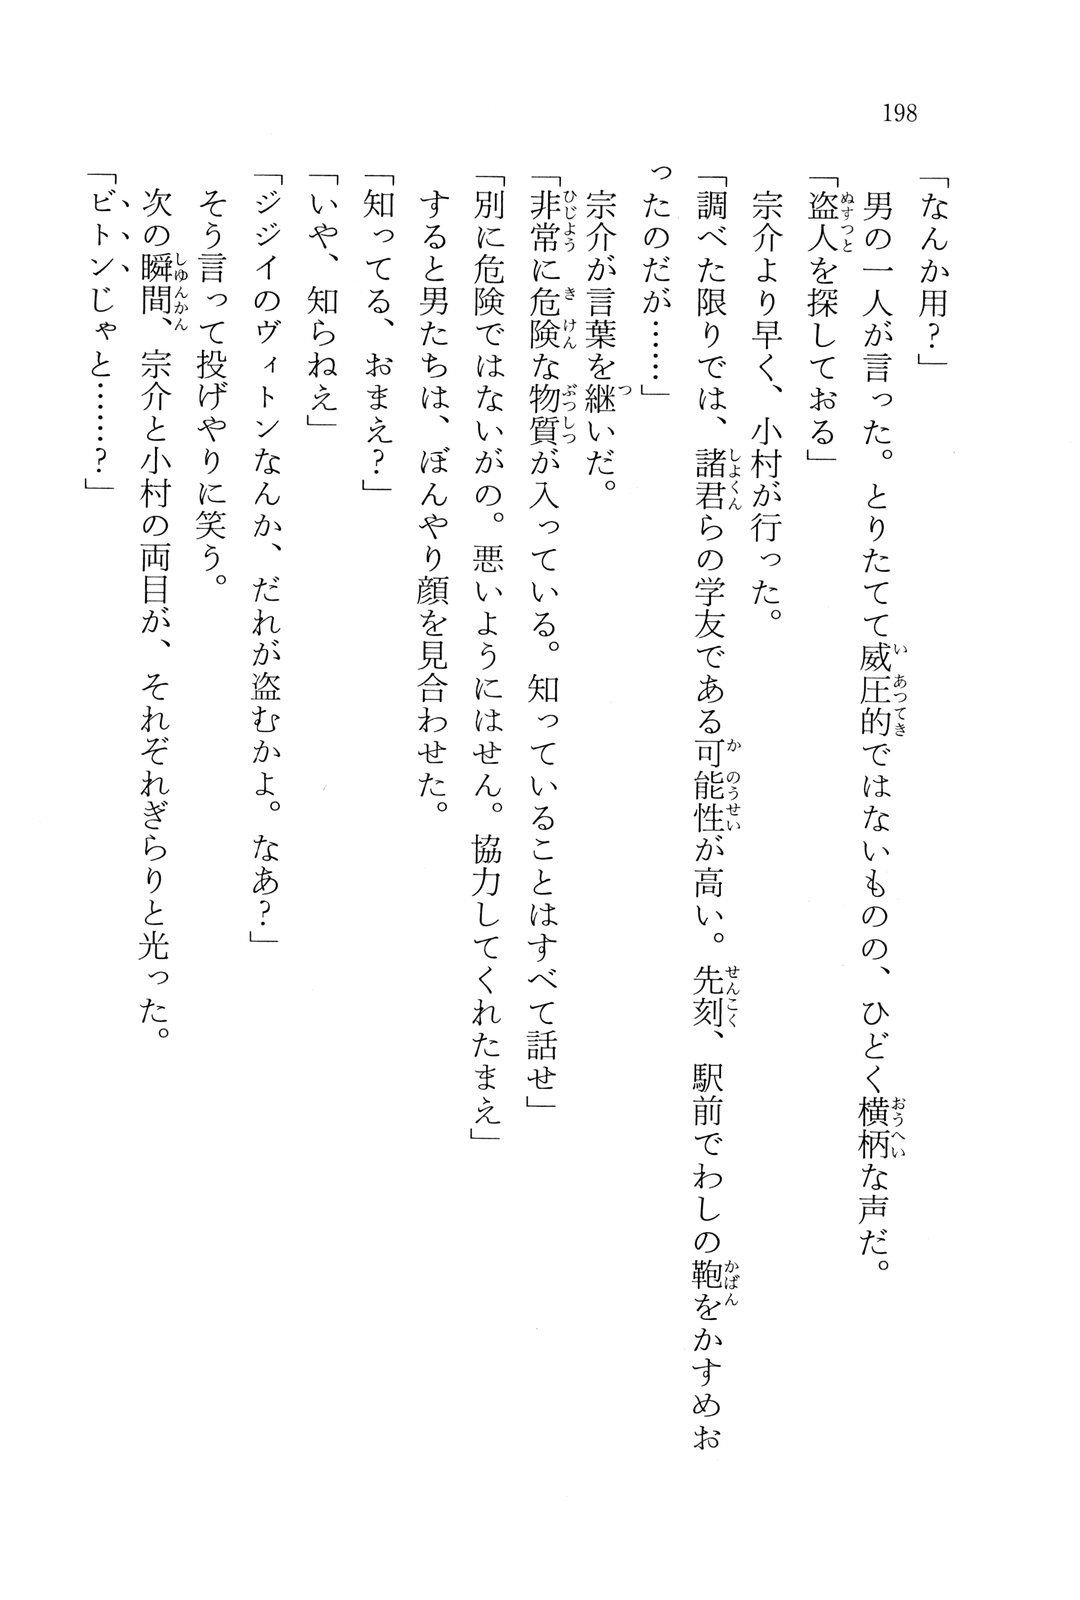 198
「なんか用？」
男の一人が言った。とりたてて威圧的ではないものの、ひどく横柄な声だ。
「盗人を探しておる」
宗介より早く、小村が行った。
「調べた限りでは、諸君らの学友である可能性が高い。先刻、駅前でわしの鞄をかすめお
ったのだが……」
宗介が言葉を継いだ。
「非常に危険な物質が入っている。知っていることはすべて話せ」
「別に危険ではないがの。悪いようにはせん。協力してくれたまえ」
すると男たちは、ぼんやり顔を見合わせた。
「知ってる、おまえ？」
「いや、知らねえ」
「ジジイのヴィトンなんか、だれが盗むかよ。なあ？」
そう言って投げやりに笑う。
次の瞬間、宗介と小村の両目が、それぞれぎらりと光った。
「ビトンじゃと……？」